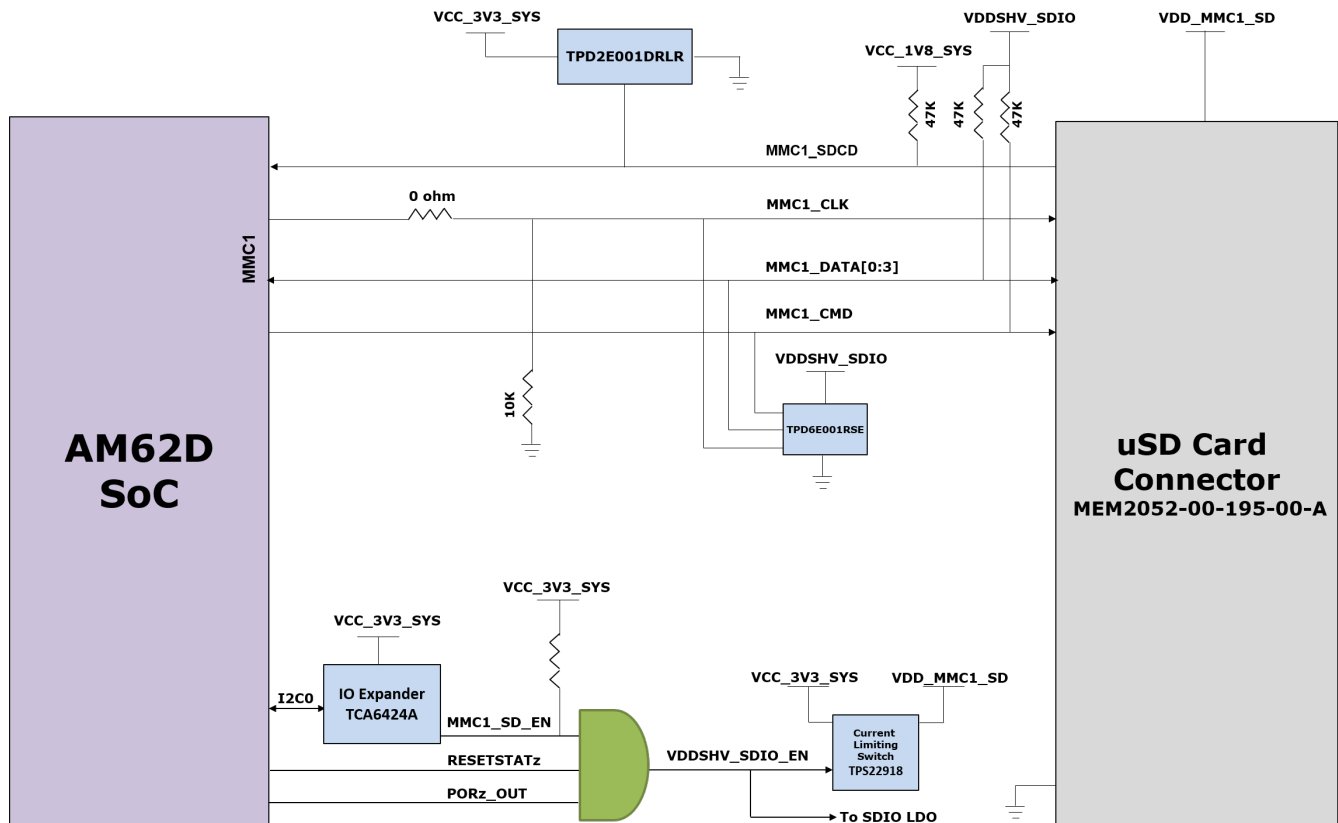 VCC_3V3_SYS
VDDSHV_SDIO
VDD_MMC1_SD
TPD2E001DRLR
VCC_1V8_SYS
47K
47K
47K
MMC1_SDCD
0 ohm
MMC1_CLK
MMC1
MMC1_DATA[0:3]
MMC1_CMD
VDDSHV_SDIO
10K
TPD6E001RSE
AM62D
SoC
uSD Card
Connector
MEM2052-00-195-00-A
VCC_3V3_SYS
VCC_3V3_SYS
I2C0
IO Expander
TCA6424A
MMC1_SD_EN
RESETSTATz
PORz_OUT
VDDSHV_SDIO_EN
VCC_3V3_SYS
VDD_MMC1_SD
Current
Limiting
Switch
TPS22918
To SDIO LDO